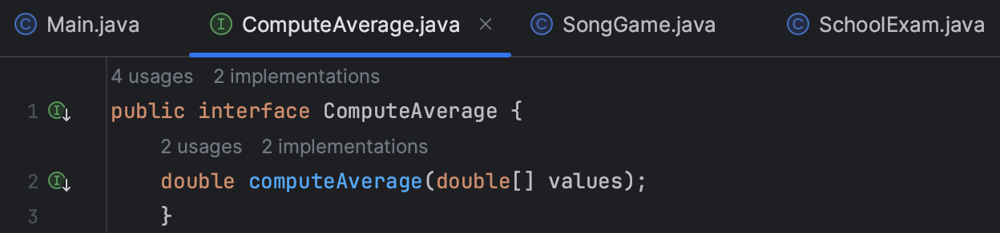 Main.java ComputeAverage.java SongGame.java SchoolExam.java
4 usages 2 implementations
1 public interface ComputeAverage {
2 usages 2 implementations
2 double computeAverage(double[] values);
3 }